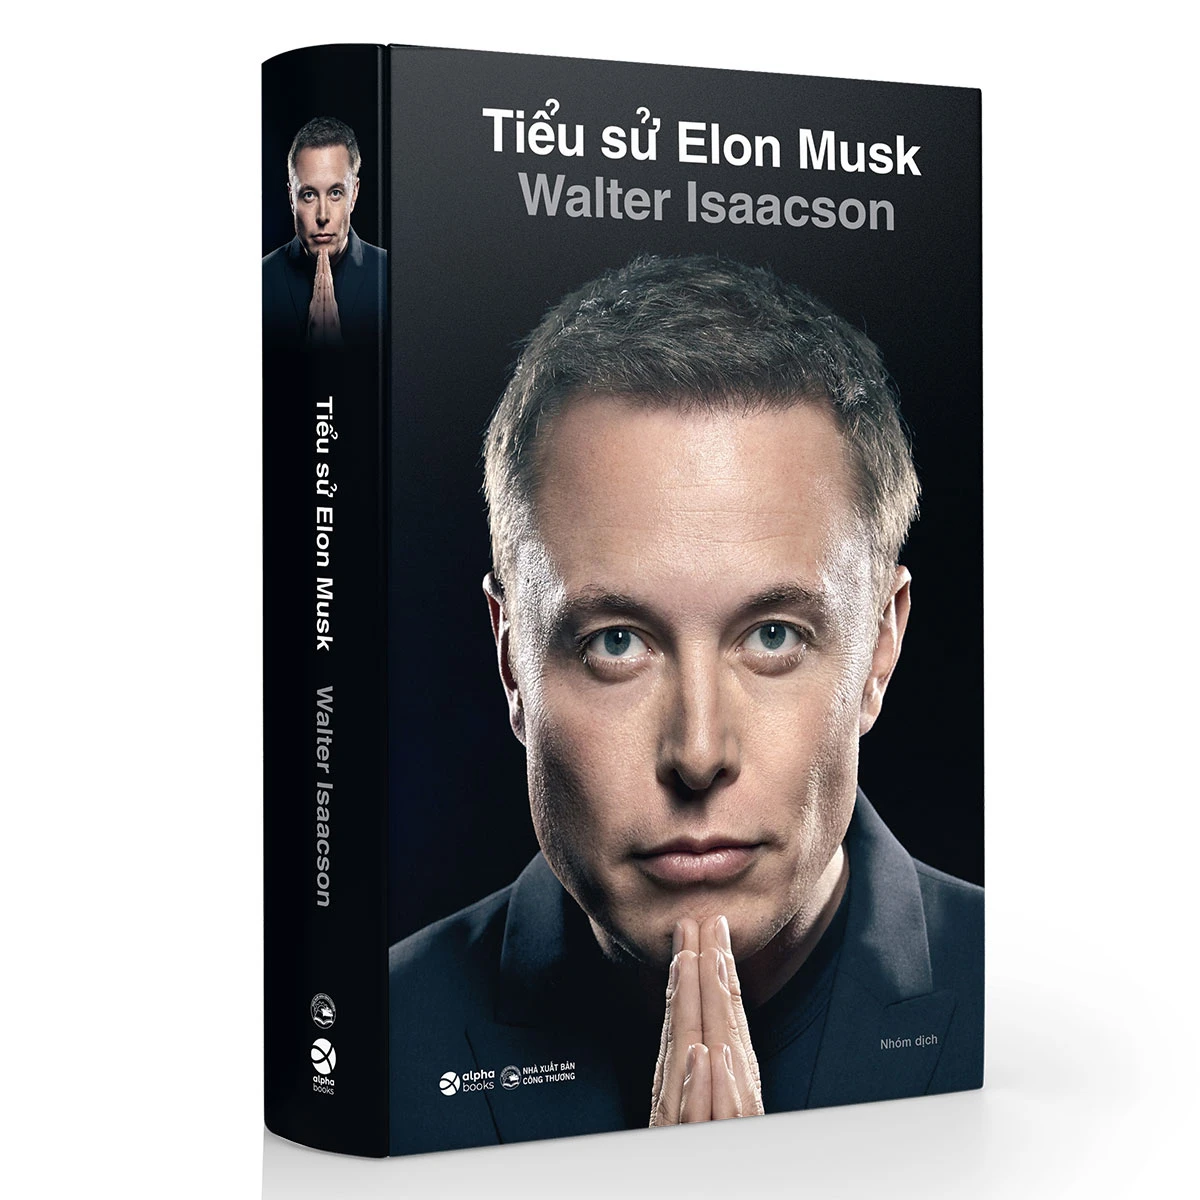 Tiểu sử Elon Musk
Walter Isaacson
Tiểu sử Elon Musk
Walter Isaacson
alpha
books
alpha
books
NHÀ XUẤT BẢN
CÔNG THƯƠNG
Nhóm dịch